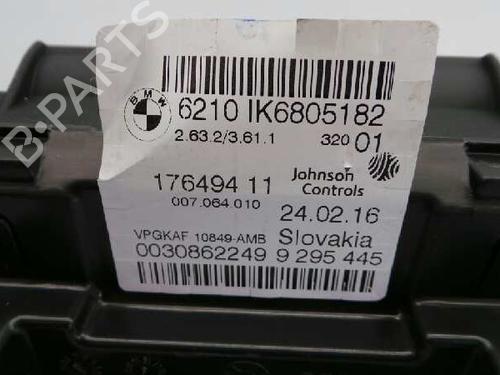 B-PARTS
BMW
6210 IK6805182
2.63.2/3.61.1 320 01
176494 11 Johnson Controls
007.064 010
24.02.16
VPGKAF 10849-AMB Slovakia
0030862249 9 295 445